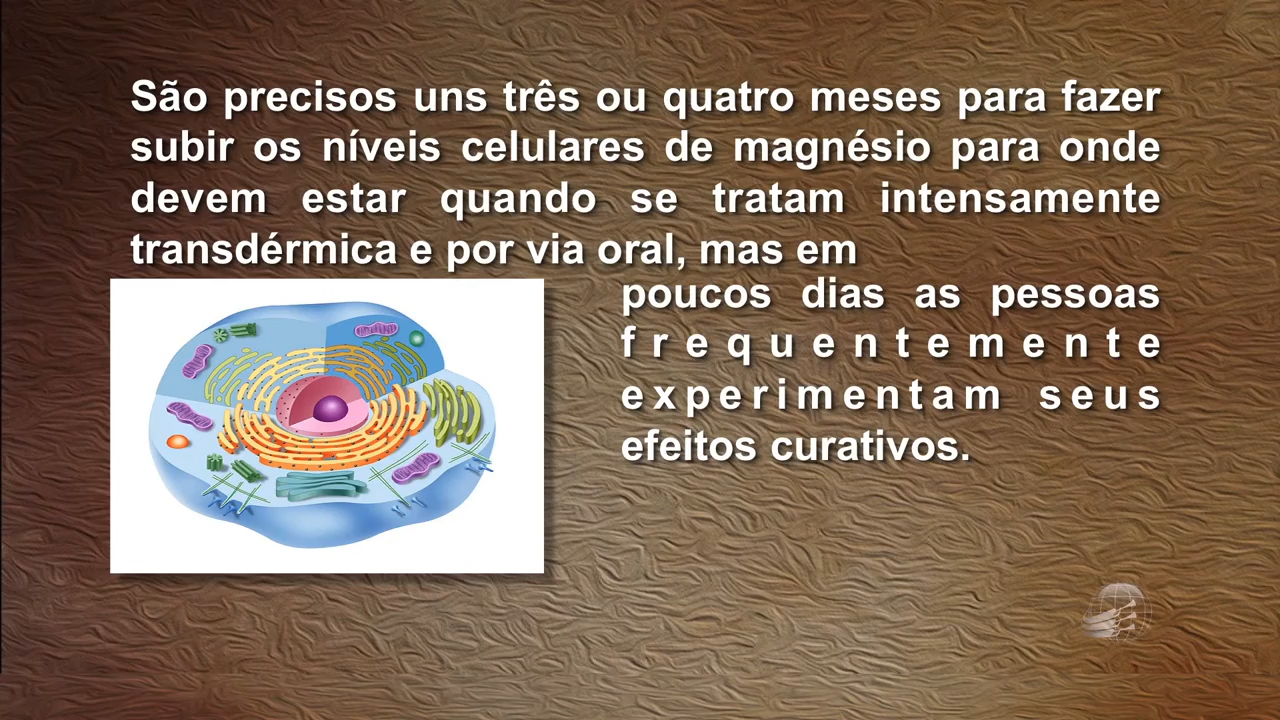 São precisos uns três ou quatro meses para fazer
subir os níveis celulares de magnésio para onde
devem estar quando se tratam intensamente
transdérmica e por via oral, mas em
poucos dias as pessoas
frequentemente
experimentam seus
efeitos curativos.